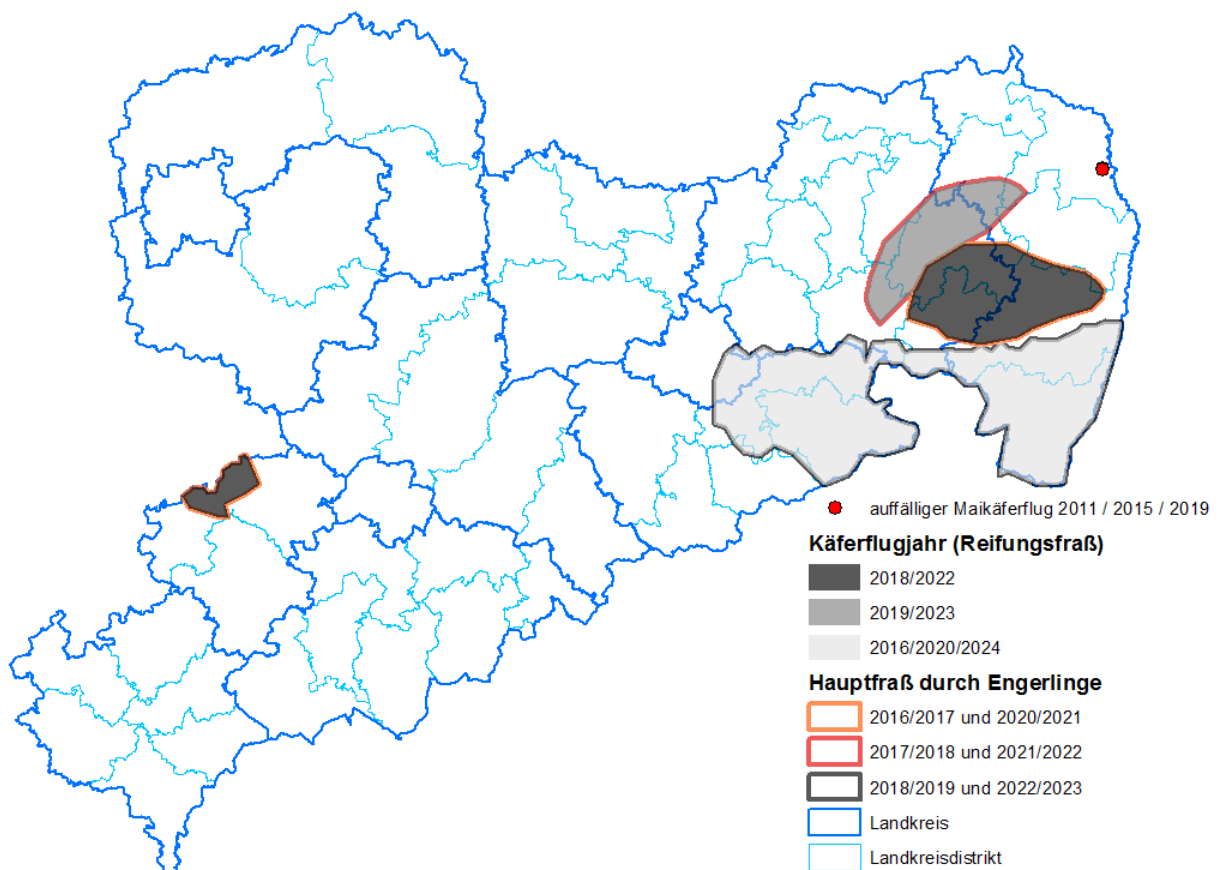 auffälliger Maikäferflug 2011 / 2015 / 2019
Käferflugjahr (Reifungsfraß)
2018/2022
2019/2023
2016/2020/2024
Hauptfraß durch Engerlinge
2016/2017 und 2020/2021
2017/2018 und 2021/2022
2018/2019 und 2022/2023
Landkreis
Landkreisdistrikt